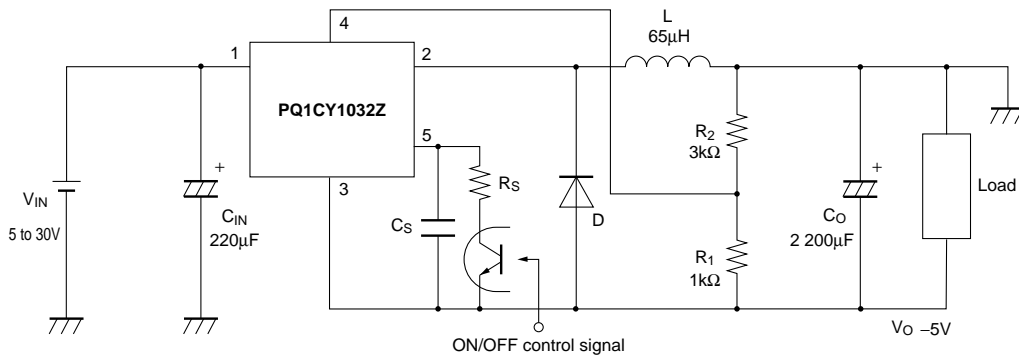 L
65μH
4
1
2
PQ1CY1032Z
5
3
R2
3kΩ
RS
VIN
5 to 30V
CIN
220μF
CS
D
R1
1kΩ
CO
2 200μF
Load
VO –5V
ON/OFF control signal
+
+